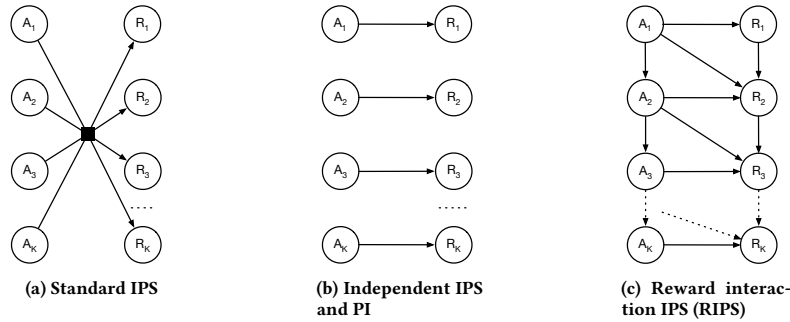 A1 R1 A1 R1 A1 R1
A2 R2 A2 R2 A2 R2
A3 R3 A3 R3 A3 R3
AK RK AK RK AK RK
(a) Standard IPS
(b) Independent IPS
and PI
(c) Reward interac-
tion IPS (RIPS)